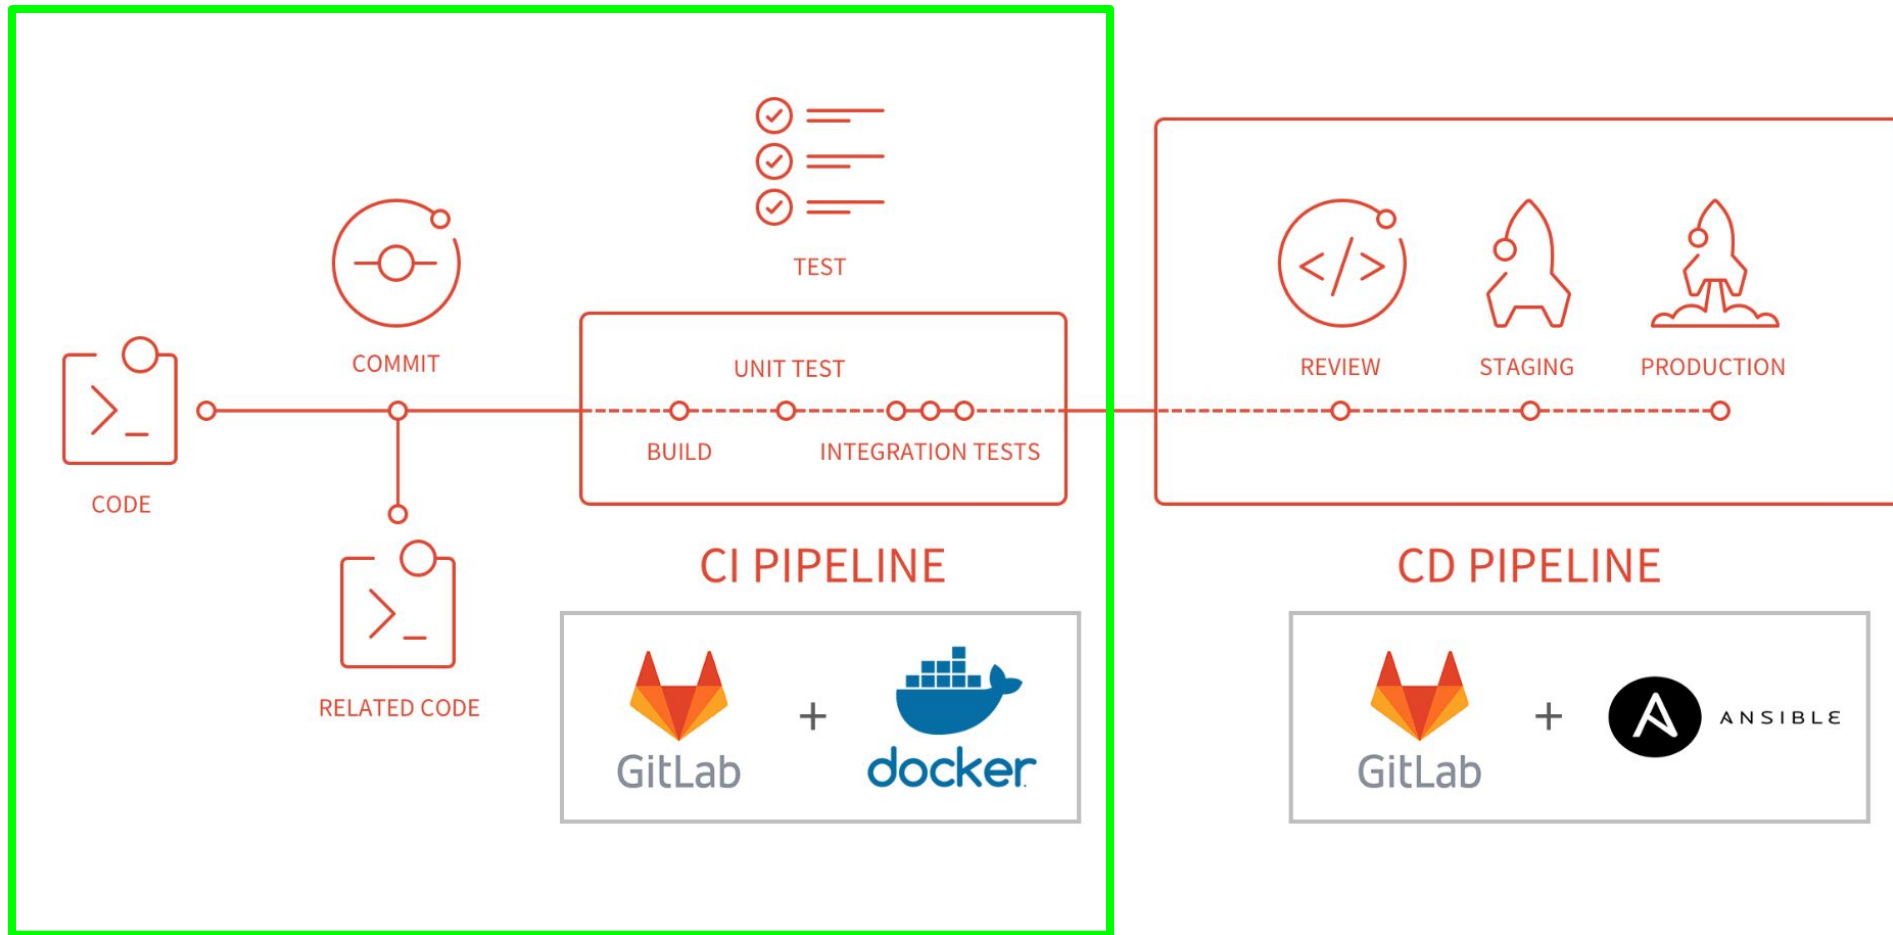 TEST
COMMIT
UNIT TEST
BUILD
INTEGRATION TESTS
CODE
RELATED CODE
CI PIPELINE
GitLab
+
docker
REVIEW
STAGING
PRODUCTION
CD PIPELINE
GitLab
+
ANSIBLE